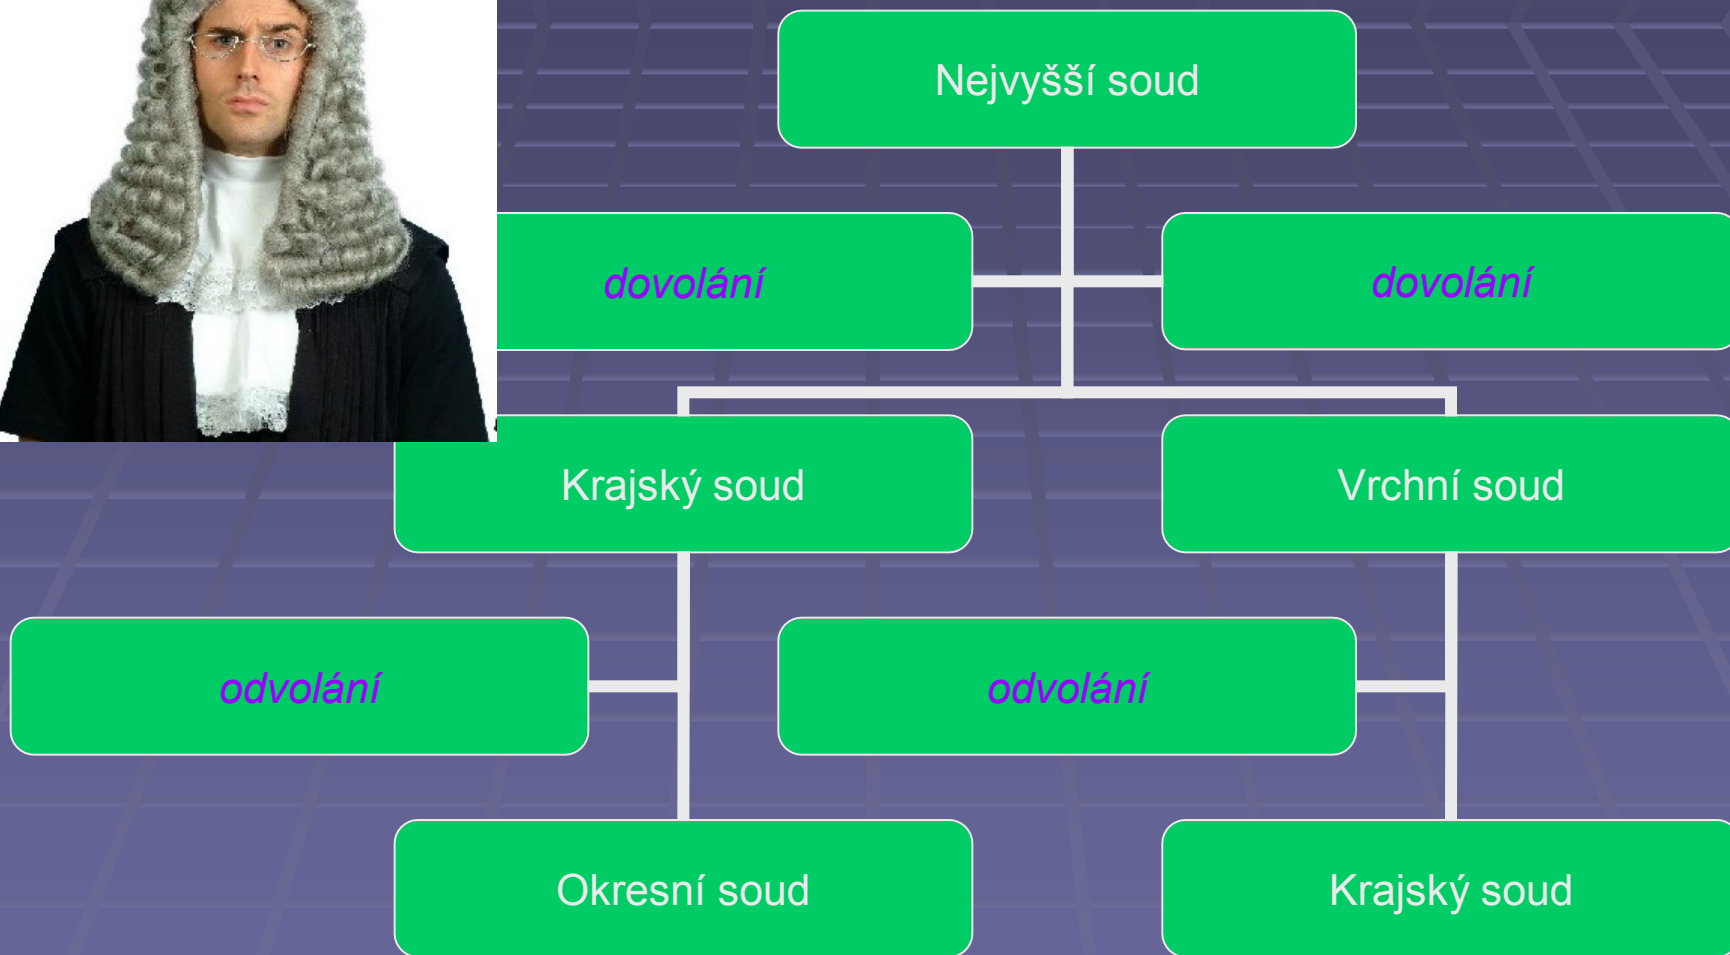 Nejvyšší soud
dovolání
dovolání
Krajský soud
Vrchní soud
odvolání
odvolání
Okresní soud
Krajský soud